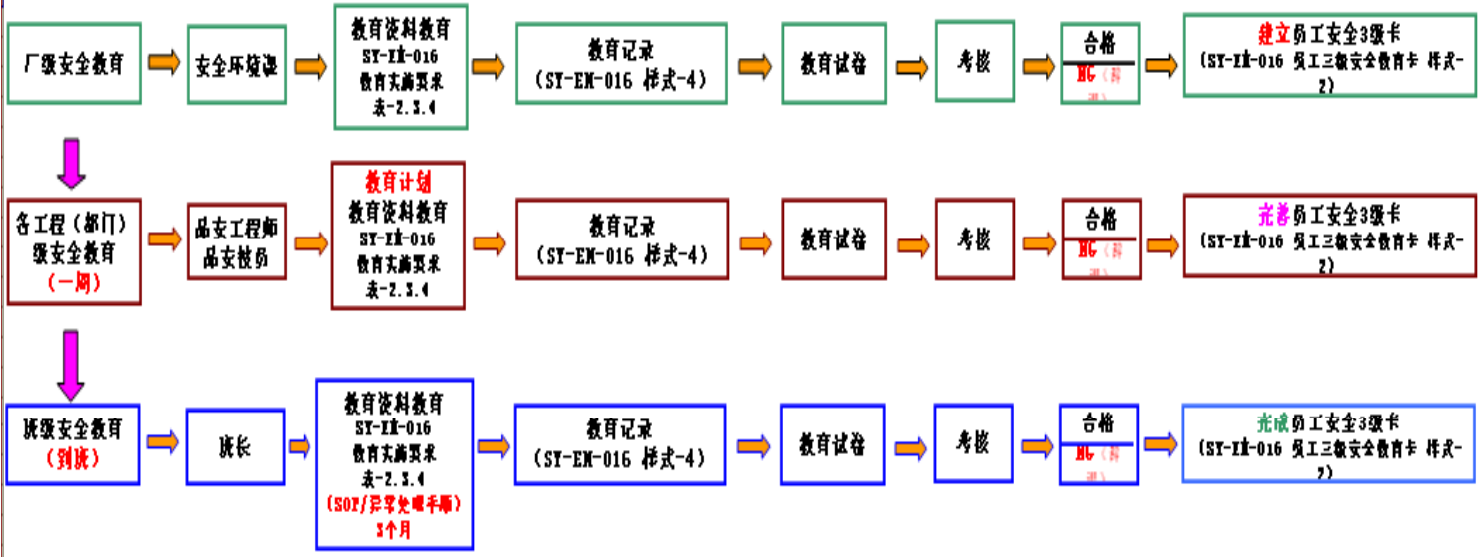 厂级安全教育
安全环境课
教育资料教育
SY-EM-016
教育实施要求
表-2.3.4
教育记录
(SY-EM-016 样式-4)
教育试卷
考核
合格
NG
建立员工安全3级卡
(SY-EM-016 员工三级安全教育卡 样式-
2)
各工程（部门）
级安全教育
（一周）
品安工程师
品安技员
教育计划
教育资料教育
SY-EM-016
教育实施要求
表-2.3.4
教育记录
(SY-EM-016 样式-4)
教育试卷
考核
合格
NG
完善员工安全3级卡
(SY-EM-016 员工三级安全教育卡 样式-
2)
班级安全教育
（到班）
班长
教育资料教育
SY-EM-016
教育实施要求
表-2.3.4
(SOP/异常处理手顺)
3个月
教育记录
(SY-EM-016 样式-4)
教育试卷
考核
合格
NG
完成员工安全3级卡
(SY-EM-016 员工三级安全教育卡 样式-
2)